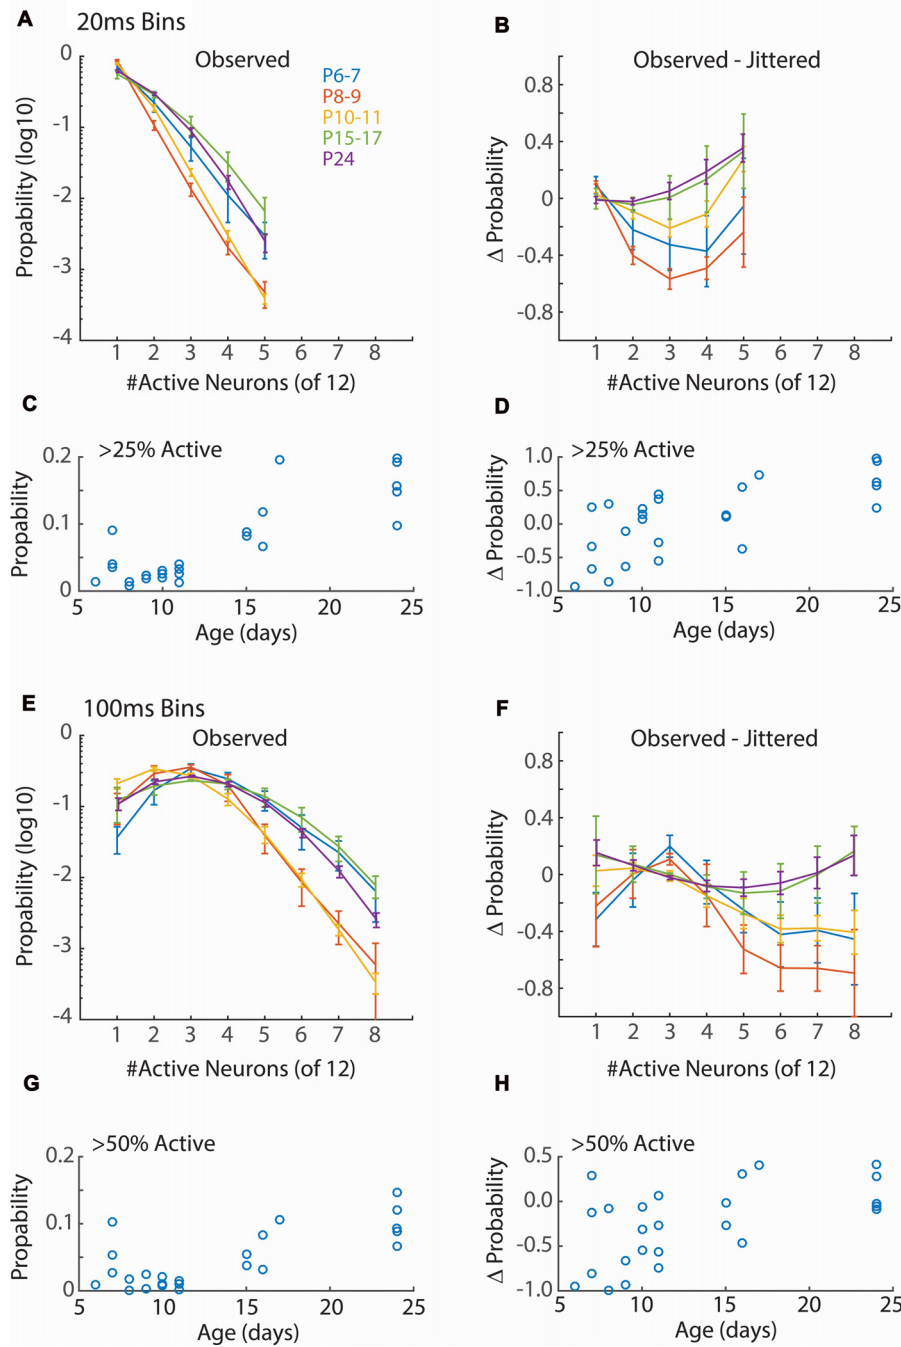 A 20ms Bins
Observed
P6-7
P8-9
P10-11
P15-17
P24
Propability (log10)
0
-1
-2
-3
-4
1 2 3 4 5 6 7 8
#Active Neurons (of 12)
B
Observed - Jittered
Δ Probability
0.8
0.4
0
-0.4
-0.8
1 2 3 4 5 6 7 8
#Active Neurons (of 12)
C
>25% Active
Propability
0.2
0.1
0
5 10 15 20 25
Age (days)
D
>25% Active
Δ Probability
1.0
0.5
0.0
-0.5
-1.0
5 10 15 20 25
Age (days)
E 100ms Bins
Observed
Propability (log10)
0
-1
-2
-3
-4
1 2 3 4 5 6 7 8
#Active Neurons (of 12)
F
Observed - Jittered
Δ Probability
0.8
0.4
0
-0.4
-0.8
1 2 3 4 5 6 7 8
#Active Neurons (of 12)
G
>50% Active
Propability
0.2
0.1
0
5 10 15 20 25
Age (days)
H
>50% Active
Δ Probability
0.5
0.0
-0.5
-1.0
5 10 15 20 25
Age (days)